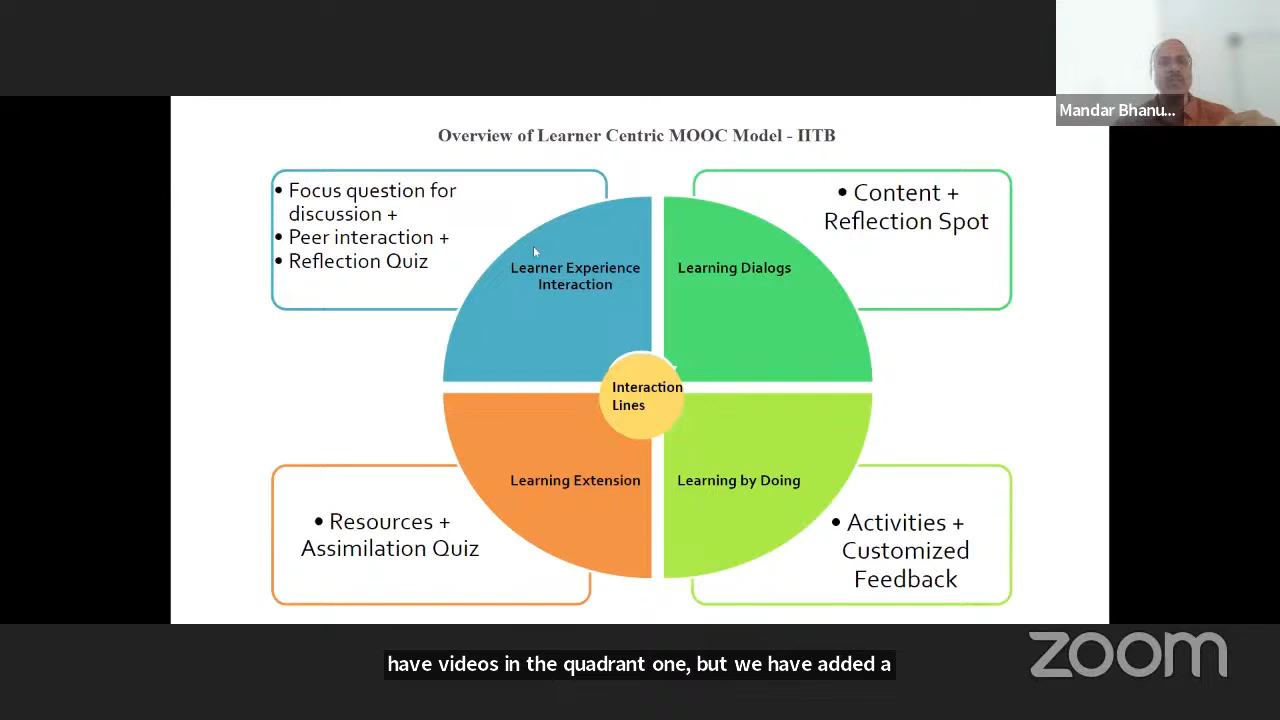 Mandar Bhanu...
Overview of Learner Centric MOOC Model - IITB
• Focus question for
discussion +
• Peer interaction +
• Reflection Quiz
• Content +
Reflection Spot
Learner Experience
Interaction
Learning Dialogs
Interaction
Lines
Learning Extension
Learning by Doing
• Resources +
Assimilation Quiz
• Activities +
Customized
Feedback
have videos in the quadrant one, but we have added a
zoom